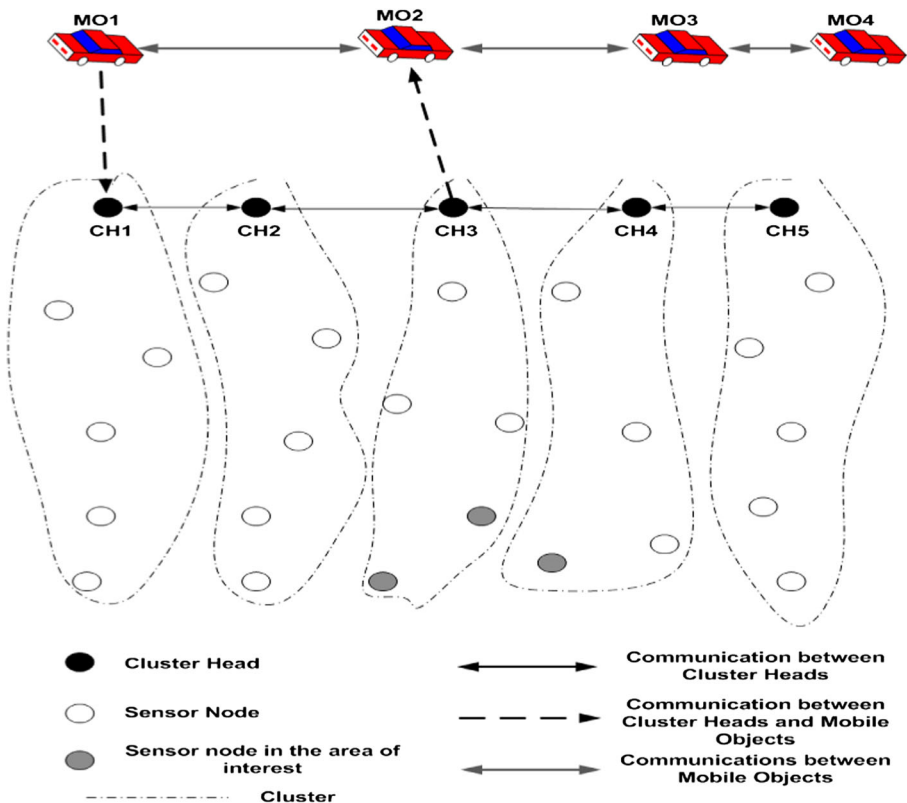 MO1
MO2
MO3
MO4
CH1
CH2
CH3
CH4
CH5
Cluster Head
Sensor Node
Sensor node in the area of
interest
Cluster
Communication between
Cluster Heads
Communication between
Cluster Heads and Mobile
Objects
Communications between
Mobile Objects